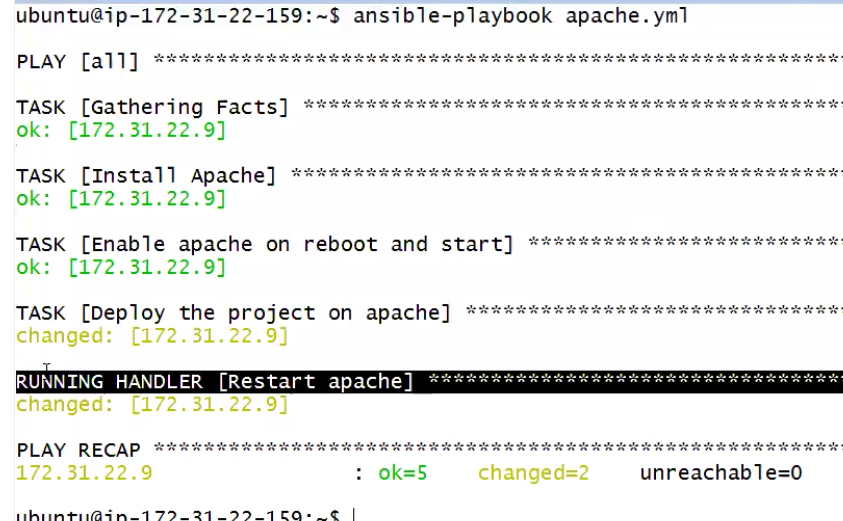 ubuntu@ip-172-31-22-159:~$ ansible-playbook apache.yml
PLAY [all] *******************************************************
TASK [Gathering Facts] *******************************************
ok: [172.31.22.9]
TASK [Install Apache] ********************************************
ok: [172.31.22.9]
TASK [Enable apache on reboot and start] *************************
ok: [172.31.22.9]
TASK [Deploy the project on apache] ******************************
changed: [172.31.22.9]
RUNNING HANDLER [Restart apache] *********************************
changed: [172.31.22.9]
PLAY RECAP *******************************************************
172.31.22.9                : ok=5    changed=2    unreachable=0
ubuntu@ip-172-31-22-159:~$